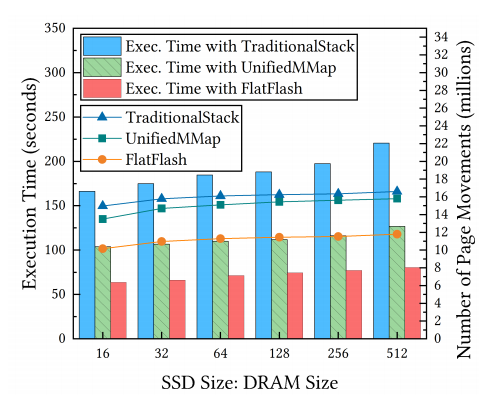 350
300
250
200
150
100
50
0
Execution Time (seconds)
Exec. Time with TraditionalStack
Exec. Time with UnifiedMMap
Exec. Time with FlatFlash
TraditionalStack
UnifiedMMap
FlatFlash
34
32
30
28
26
24
22
20
18
16
14
12
10
8
6
4
2
0
Number of Page Movements (millions)
16 32 64 128 256 512
SSD Size: DRAM Size